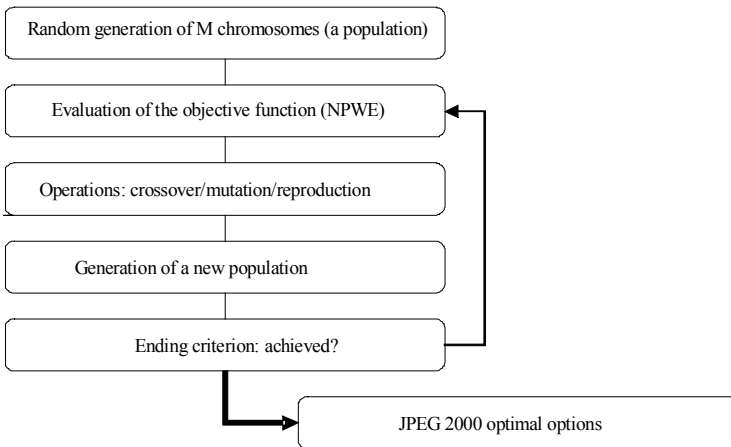 Random generation of M chromosomes (a population)
Evaluation of the objective function (NPWE)
Operations: crossover/mutation/reproduction
Generation of a new population
Ending criterion: achieved?
JPEG 2000 optimal options